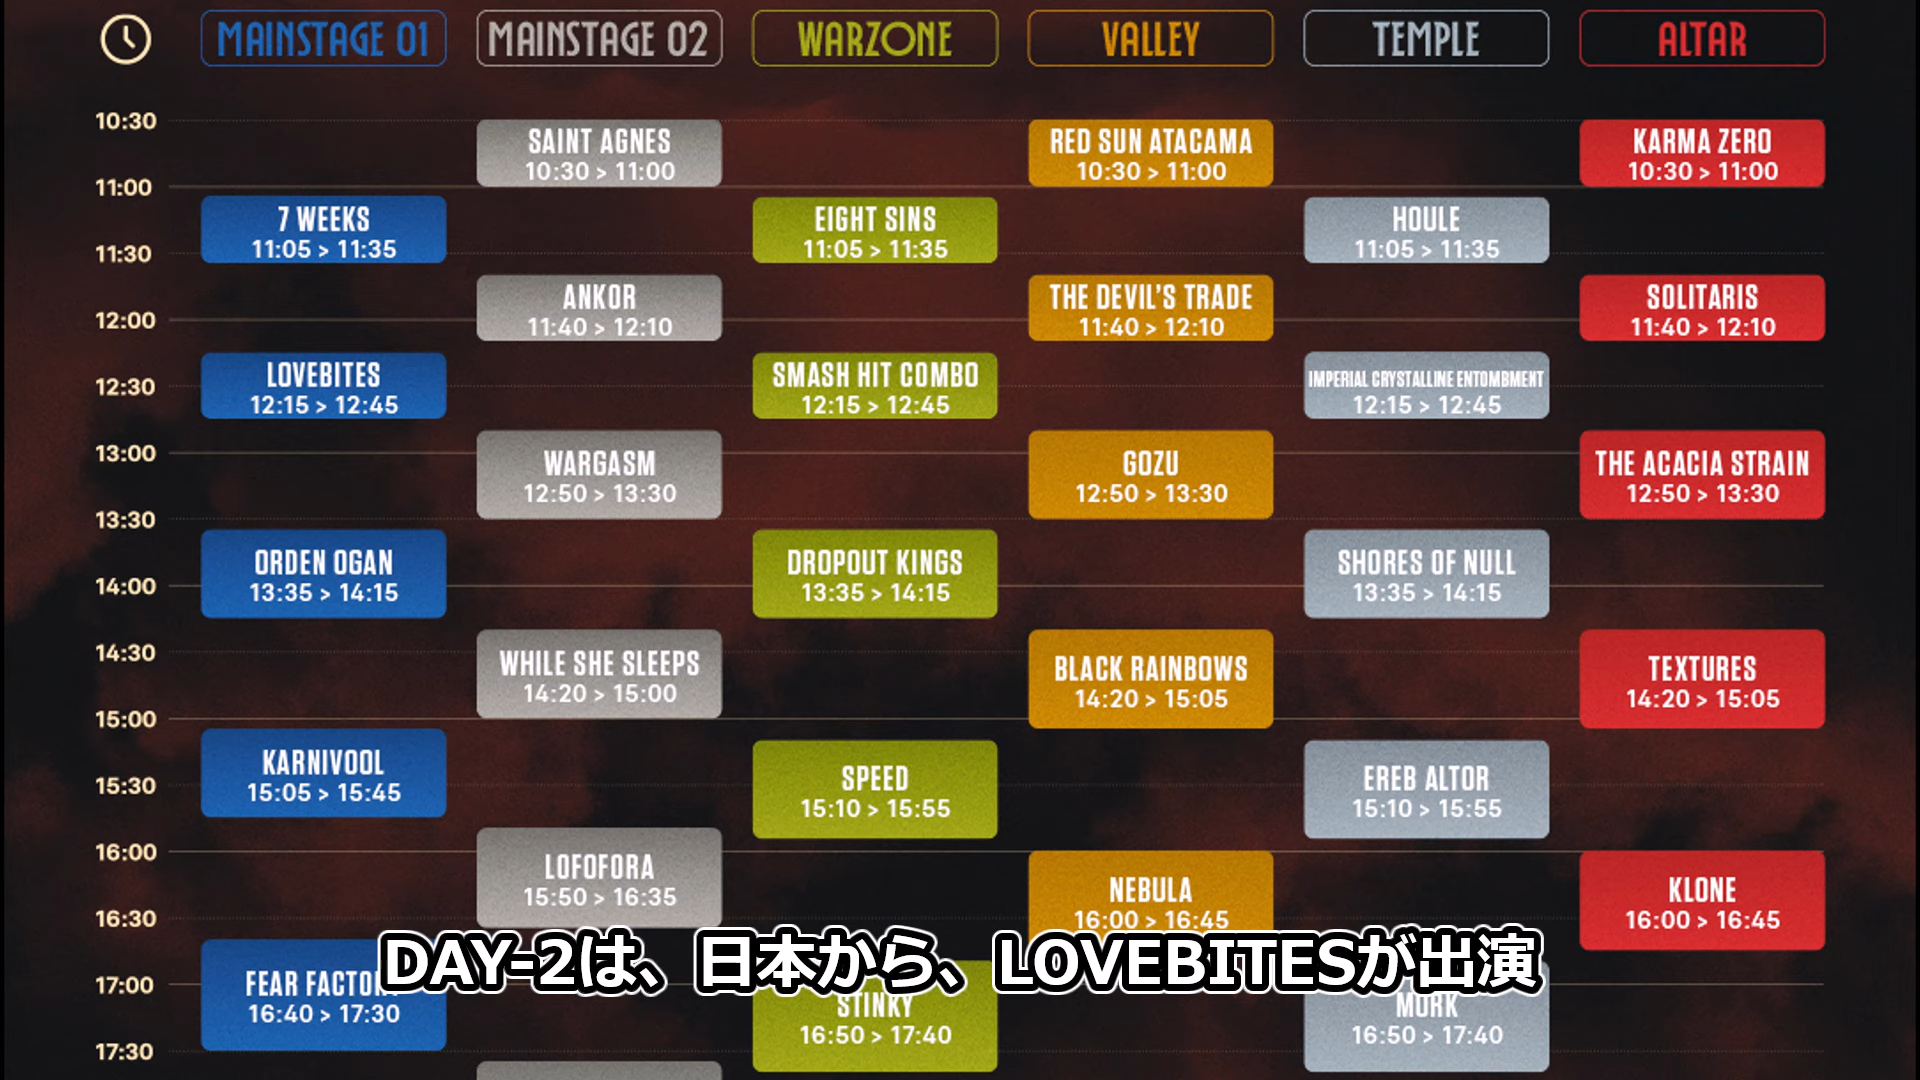 MAINSTAGE 01
MAINSTAGE 02
WARZONE
VALLEY
TEMPLE
ALTAR
10:30
SAINT AGNES
10:30 > 11:00
RED SUN ATACAMA
10:30 > 11:00
KARMA ZERO
10:30 > 11:00
11:00
7 WEEKS
11:05 > 11:35
EIGHT SINS
11:05 > 11:35
HOULE
11:05 > 11:35
11:30
ANKOR
11:40 > 12:10
THE DEVIL'S TRADE
11:40 > 12:10
SOLITARIS
11:40 > 12:10
12:00
LOVEBITES
12:15 > 12:45
SMASH HIT COMBO
12:15 > 12:45
IMPERIAL CRYSTALLINE ENTOMBMENT
12:15 > 12:45
12:30
WARGASM
12:50 > 13:30
GOZU
12:50 > 13:30
THE ACACIA STRAIN
12:50 > 13:30
13:00
13:30
ORDEN OGAN
13:35 > 14:15
DROPOUT KINGS
13:35 > 14:15
SHORES OF NULL
13:35 > 14:15
14:00
WHILE SHE SLEEPS
14:20 > 15:00
BLACK RAINBOWS
14:20 > 15:05
TEXTURES
14:20 > 15:05
14:30
15:00
KARNIVOOL
15:05 > 15:45
SPEED
15:10 > 15:55
EREB ALTOR
15:10 > 15:55
15:30
LOFOFORA
15:50 > 16:35
16:00
NEBULA
16:00 > 16:45
KLONE
16:00 > 16:45
16:30
FEAR FACTORY
16:40 > 17:30
STINKY
16:50 > 17:40
MORK
16:50 > 17:40
17:00
17:30
DAY-2は、日本から、LOVEBITESが出演